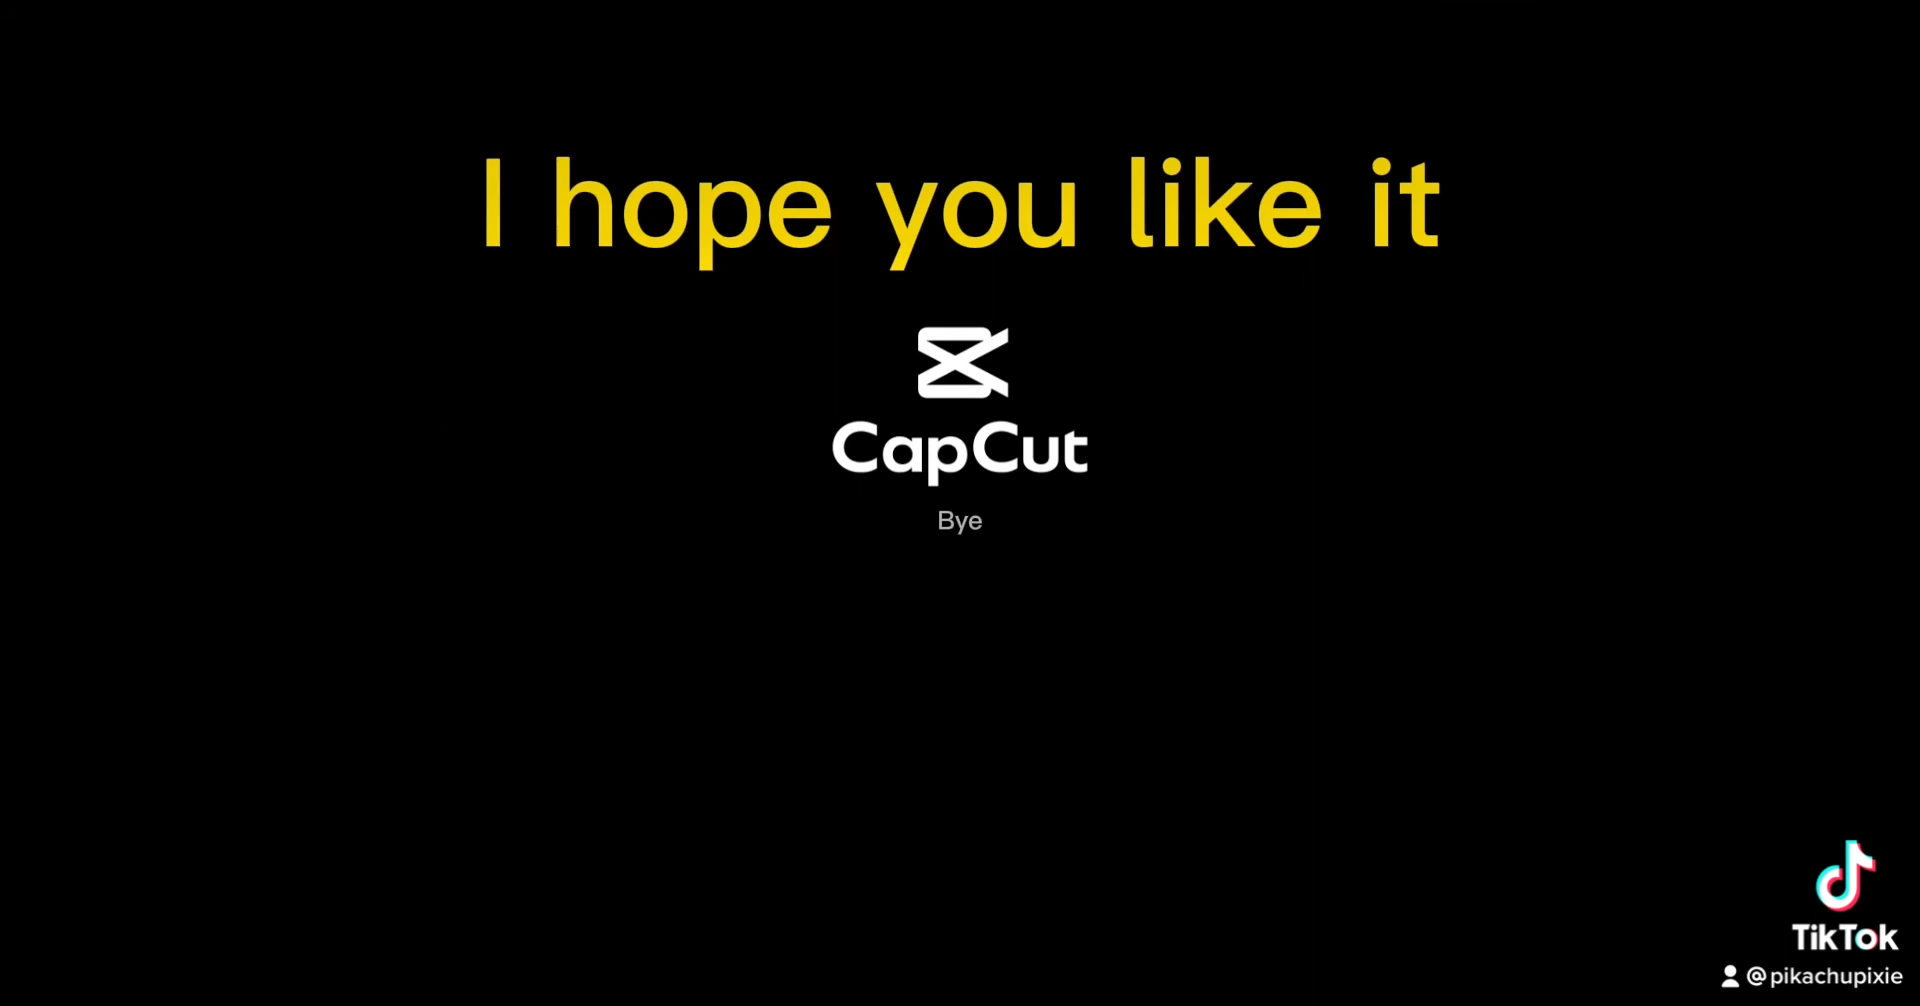 I hope you like it
CapCut
Bye
TikTok
@pikachupixie